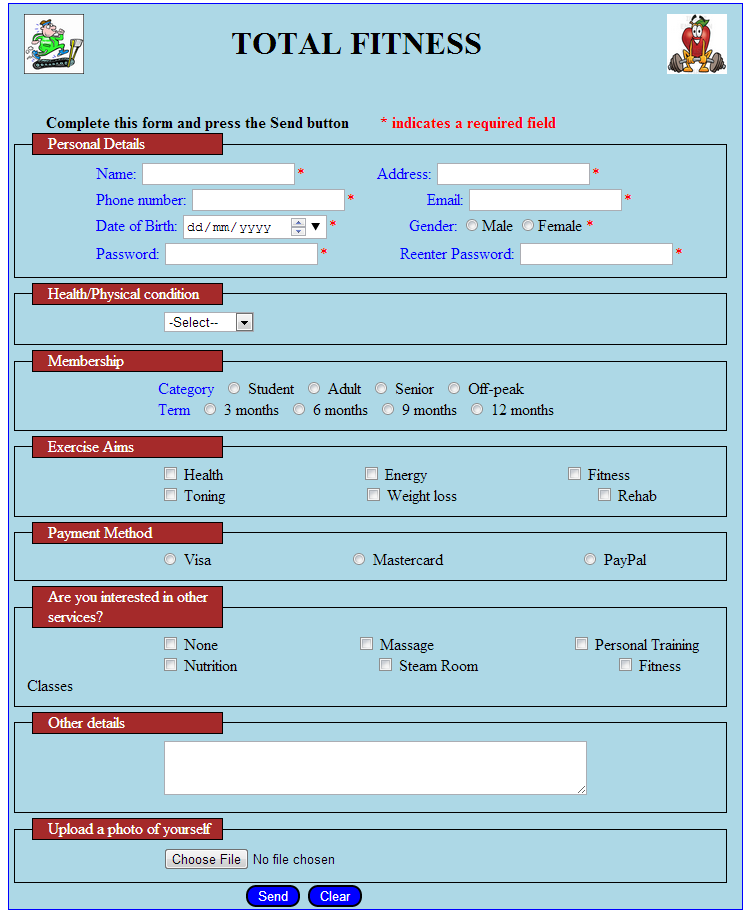 TOTAL FITNESS
Complete this form and press the Send button * indicates a required field
Personal Details
Name: * Address: *
Phone number: * Email: *
Date of Birth: dd/mm/yyyy * Gender: Male Female *
Password: * Reenter Password: *
Health/Physical condition
-Select--
Membership
Category Student Adult Senior Off-peak
Term 3 months 6 months 9 months 12 months
Exercise Aims
Health Energy Fitness
Toning Weight loss Rehab
Payment Method
Visa Mastercard PayPal
Are you interested in other
services?
None Massage Personal Training
Nutrition Steam Room Fitness
Classes
Other details
Upload a photo of yourself
Choose File No file chosen
Send Clear